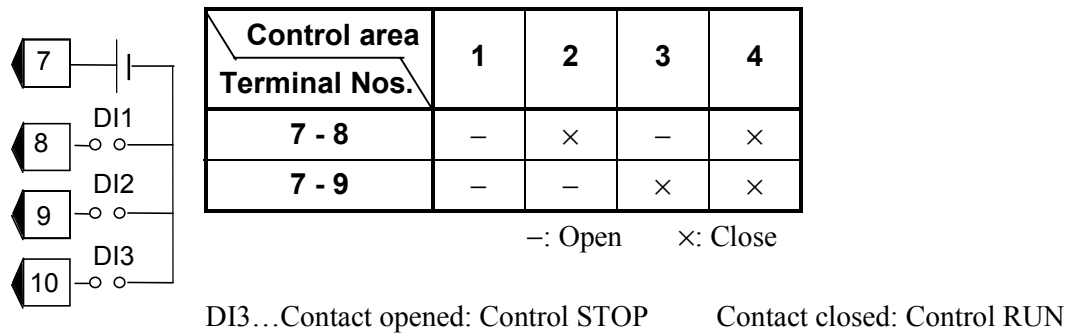 7
DI1
8
DI2
9
DI3
10
Control area 1 2 3 4
Terminal Nos.
7 - 8 – × – ×
7 - 9 – – × ×
–: Open ×: Close
DI3…Contact opened: Control STOP Contact closed: Control RUN